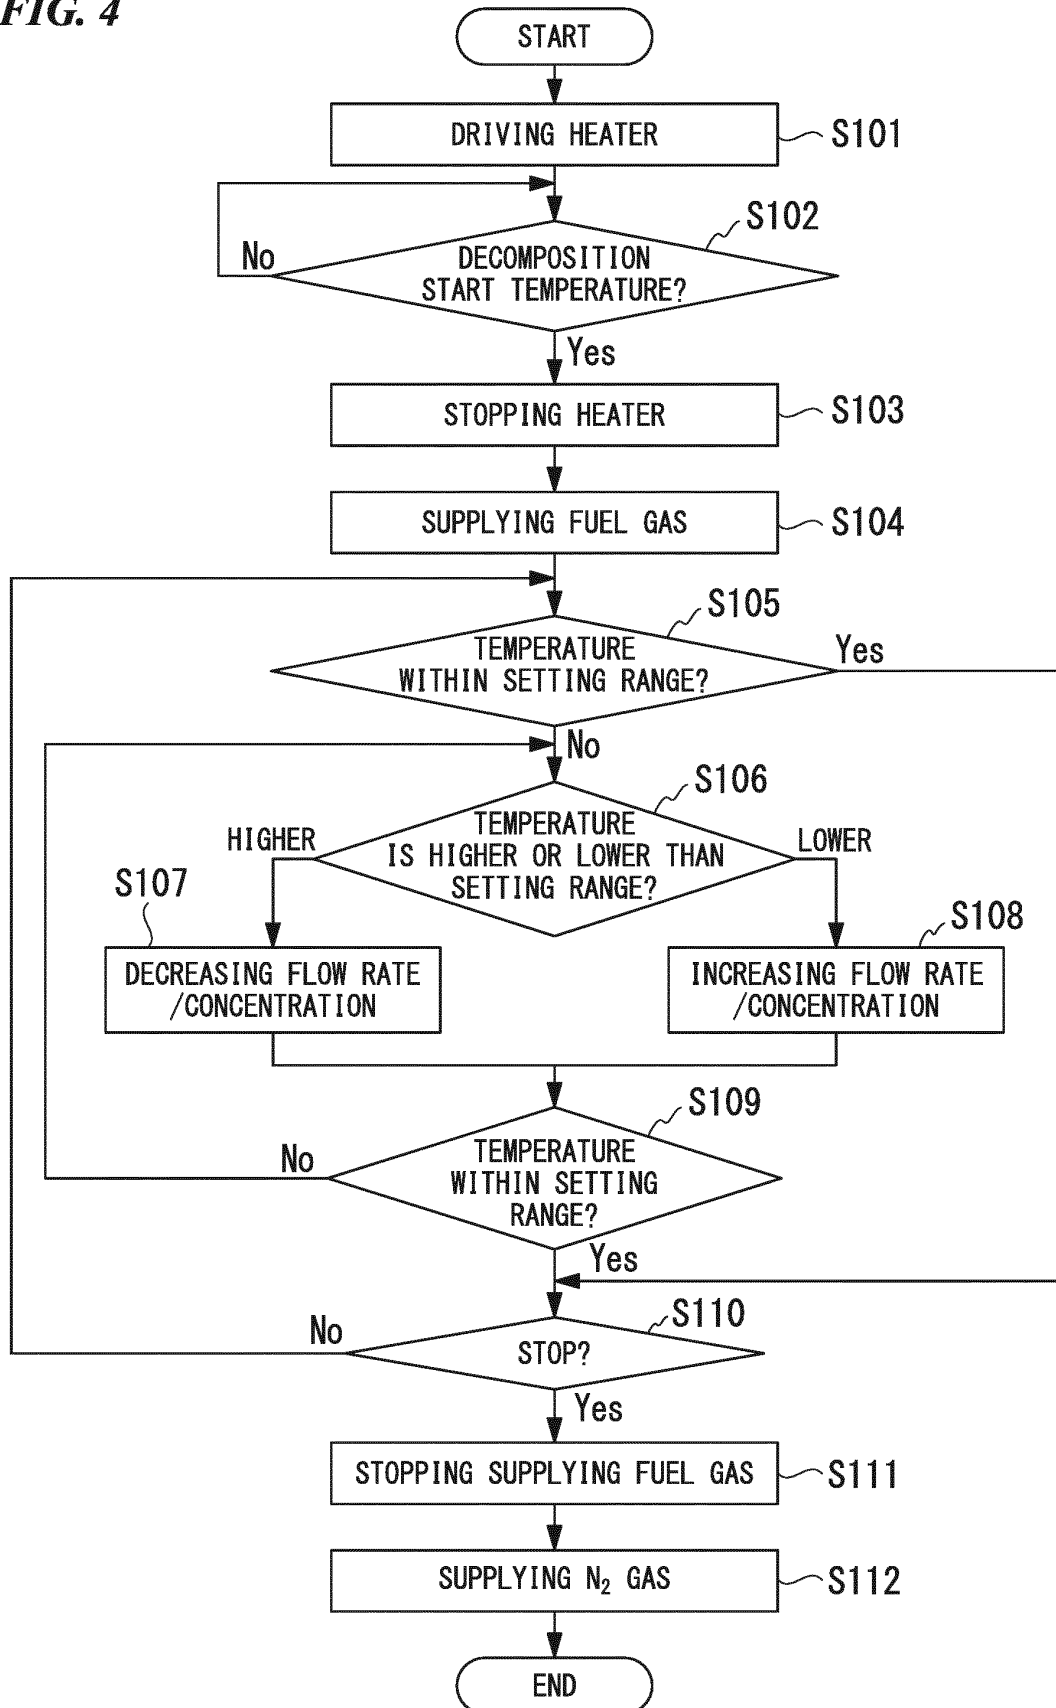 FIG. 4
START
DRIVING HEATER
S101
S102
No
DECOMPOSITION
START TEMPERATURE?
Yes
STOPPING HEATER
S103
SUPPLYING FUEL GAS
S104
S105
TEMPERATURE
WITHIN SETTING RANGE?
Yes
No
S106
TEMPERATURE
IS HIGHER OR LOWER THAN
SETTING RANGE?
HIGHER
LOWER
S107
DECREASING FLOW RATE
/CONCENTRATION
S108
INCREASING FLOW RATE
/CONCENTRATION
S109
TEMPERATURE
WITHIN SETTING
RANGE?
No
Yes
S110
No
STOP?
Yes
STOPPING SUPPLYING FUEL GAS
S111
SUPPLYING N₂ GAS
S112
END